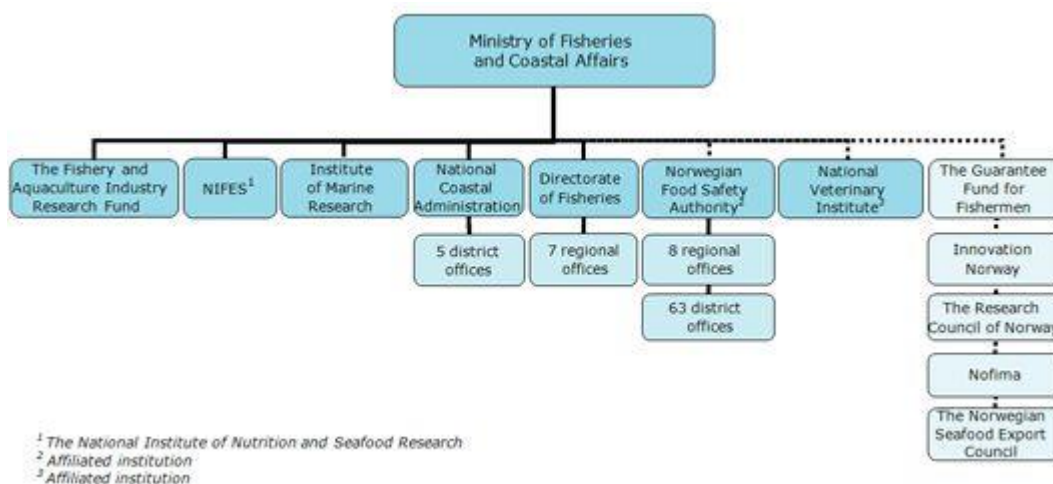 Ministry of Fisheries
and Coastal Affairs
The Fishery and
Aquaculture Industry
Research Fund
NIFES¹
Institute
of Marine
Research
National
Coastal
Administration
Directorate
of Fisheries
Norwegian
Food Safety
Authority²
National
Veterinary
Institute³
The Guarantee
Fund for
Fishermen
5 district
offices
7 regional
offices
8 regional
offices
63 district
offices
Innovation
Norway
The Research
Council of Norway
Nofima
The Norwegian
Seafood Export
Council
¹ The National Institute of Nutrition and Seafood Research
² Affiliated institution
³ Affiliated institution